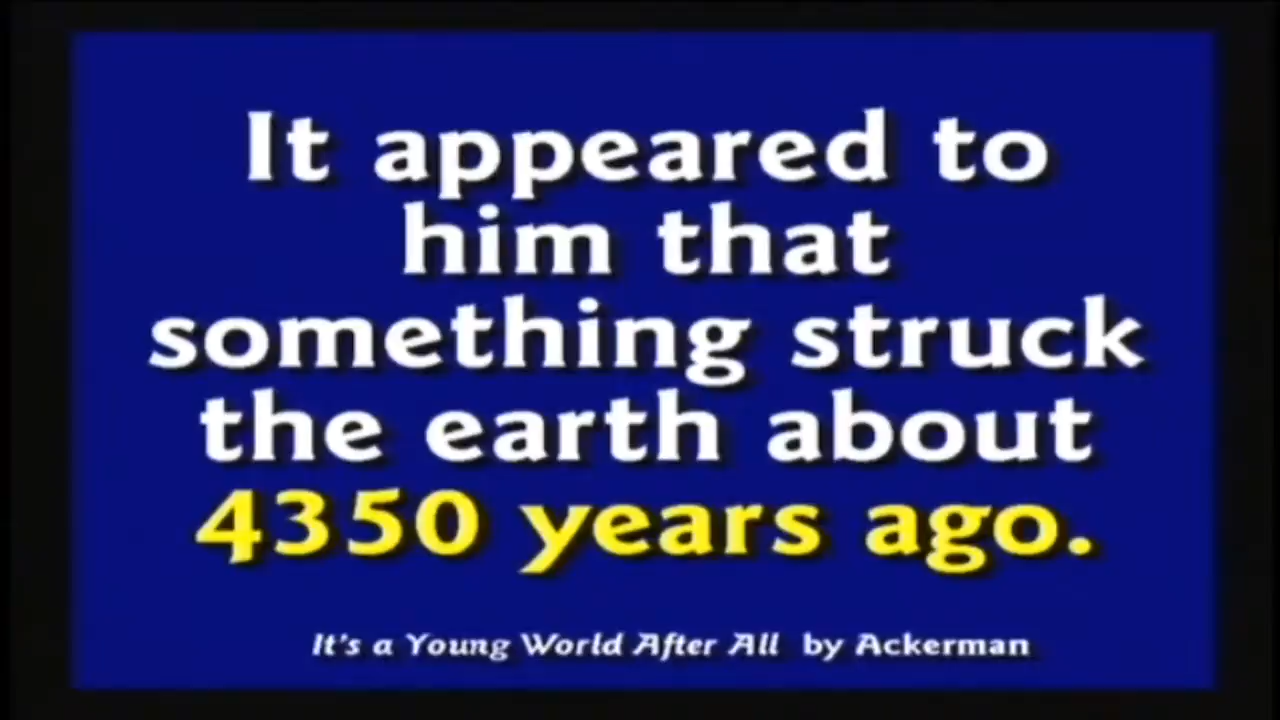 It appeared to
him that
something struck
the earth about
4350 years ago.
It's a Young World After All by Ackerman